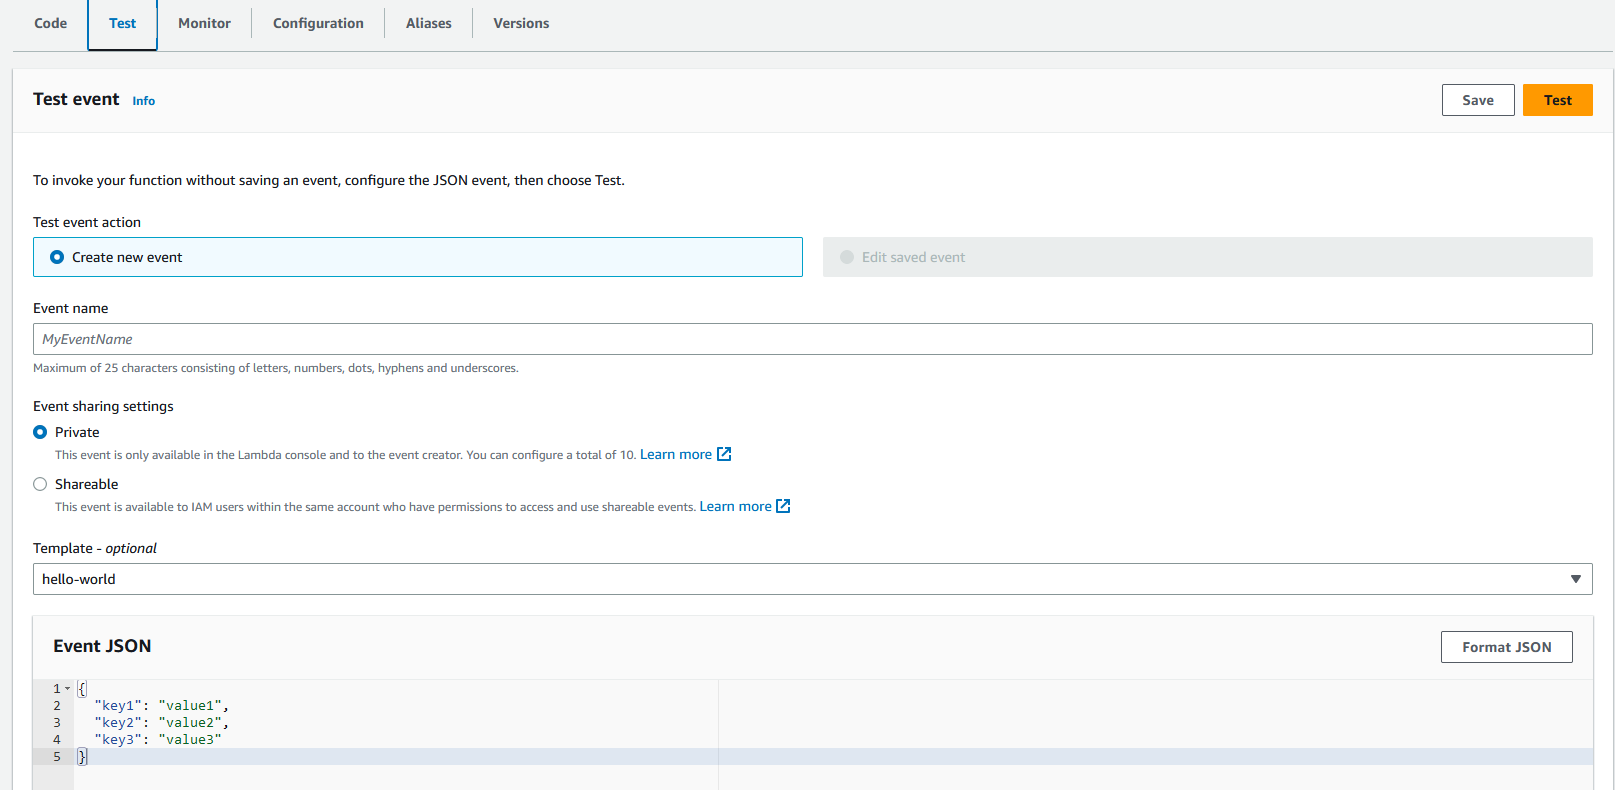 Code Test Monitor Configuration Aliases Versions
Test event Info Save Test
To invoke your function without saving an event, configure the JSON event, then choose Test.
Test event action
Create new event Edit saved event
Event name
MyEventName
Maximum of 25 characters consisting of letters, numbers, dots, hyphens and underscores.
Event sharing settings
Private
This event is only available in the Lambda console and to the event creator. You can configure a total of 10. Learn more
Shareable
This event is available to IAM users within the same account who have permissions to access and use shareable events. Learn more
Template - optional
hello-world
Event JSON Format JSON
1 {
2 "key1": "value1",
3 "key2": "value2",
4 "key3": "value3"
5 }